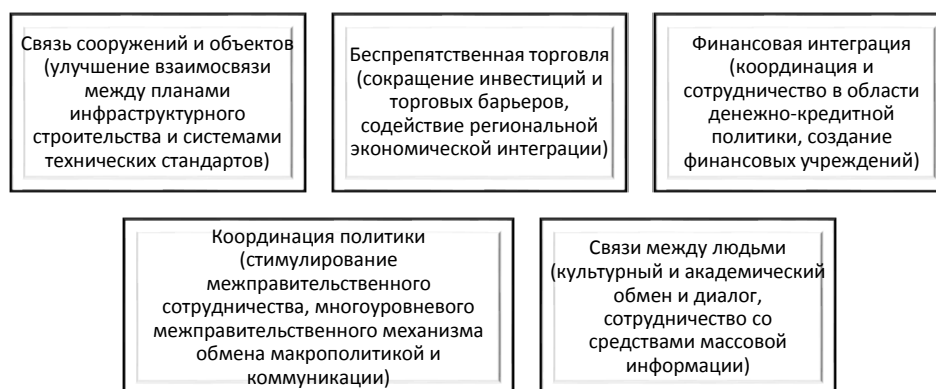 Связь сооружений и объектов
(улучшение взаимосвязи
между планами
инфраструктурного
строительства и системами
технических стандартов)
Беспрепятственная торговля
(сокращение инвестиций и
торговых барьеров,
содействие региональной
экономической интеграции)
Финансовая интеграция
(координация и
сотрудничество в области
денежно-кредитной
политики, создание
финансовых учреждений)
Координация политики
(стимулирование
межправительственного
сотрудничества, многоуровневого
межправительственного механизма
обмена макрополитикой и
коммуникации)
Связи между людьми
(культурный и академический
обмен и диалог,
сотрудничество со
средствами массовой
информации)